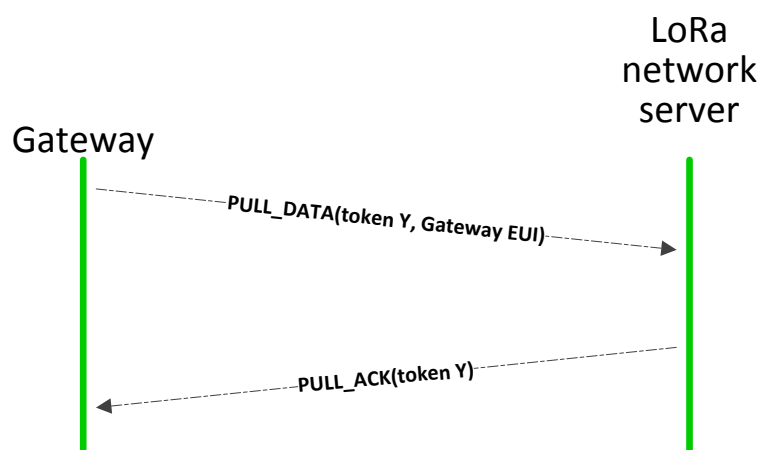 LoRa
network
server
Gateway
PULL_DATA(token Y, Gateway EUI)
PULL_ACK(token Y)